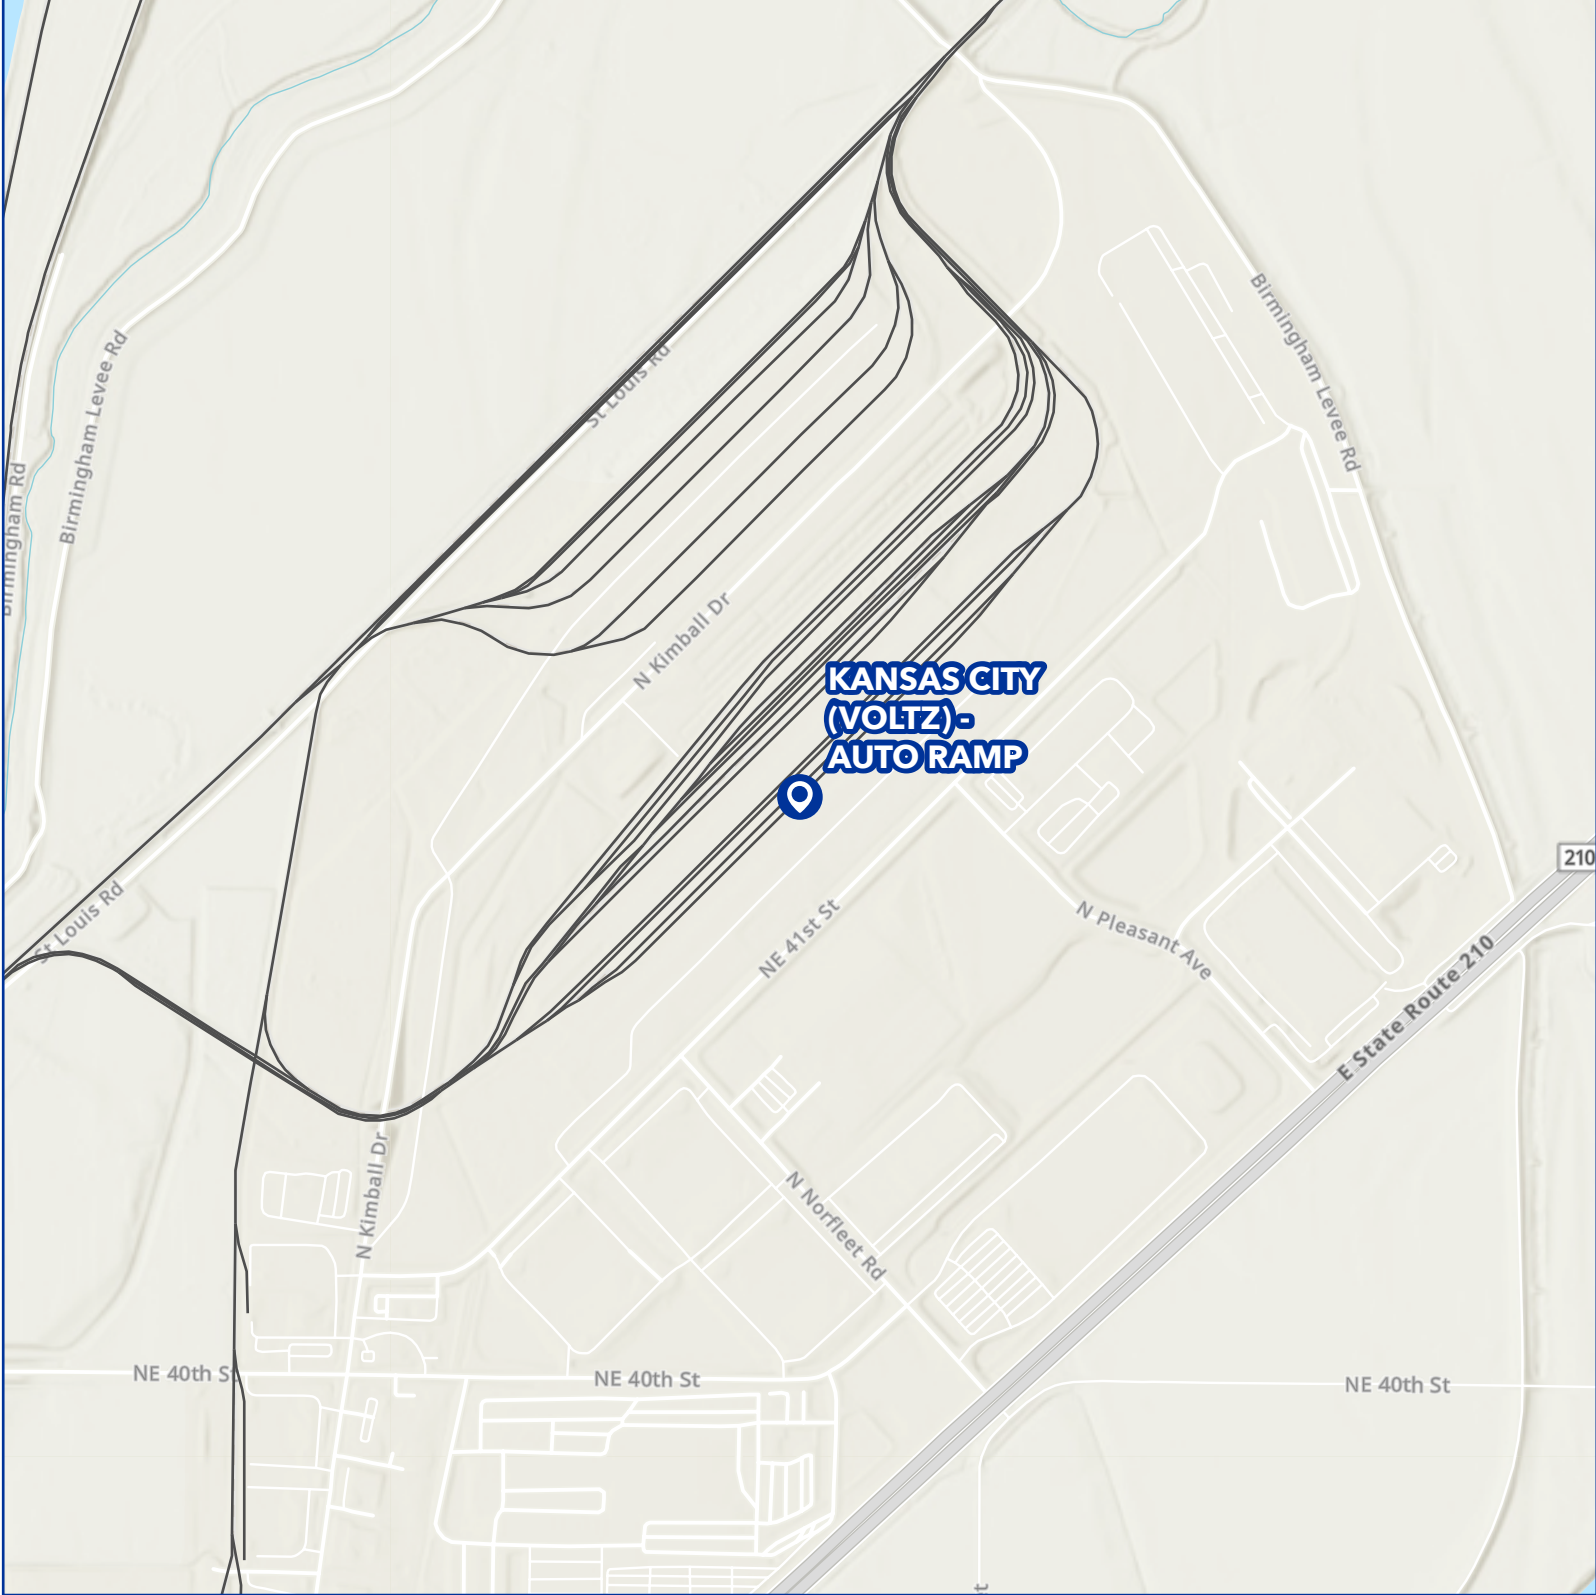 St Louis Rd
Birmingham Levee Rd
Birmingham Levee Rd
Birmingham Rd
N Kimball Dr
KANSAS CITY
(VOLTZ) -
AUTO RAMP
210
St Louis Rd
NE 41st St
N Pleasant Ave
E State Route 210
N Kimball Dr
N Norfleet Rd
NE 40th St
NE 40th St
NE 40th St